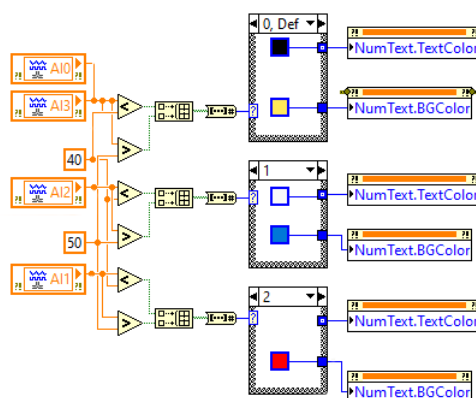 0, Def
NumText.TextColor
AI0
AI3
NumText.BGColor
<
>
40
1
AI2
<
NumText.TextColor
50
>
NumText.BGColor
AI1
<
2
>
NumText.TextColor
NumText.BGColor